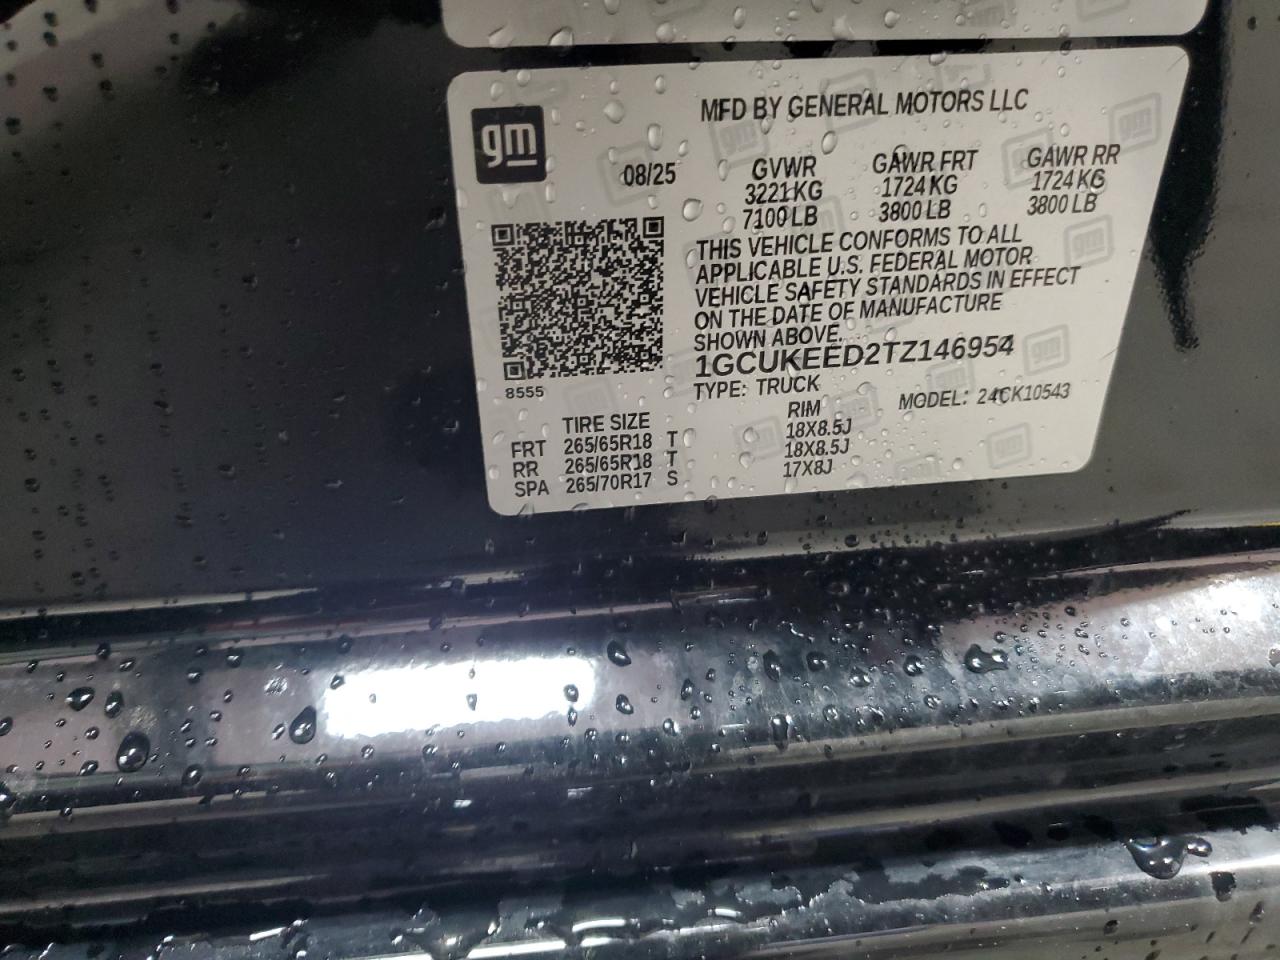 gm
MFD BY GENERAL MOTORS LLC
08/25
GVWR GAWR FRT GAWR RR
3221KG 1724KG 1724KG
7100LB 3800LB 3800LB
THIS VEHICLE CONFORMS TO ALL
APPLICABLE U.S. FEDERAL MOTOR
VEHICLE SAFETY STANDARDS IN EFFECT
ON THE DATE OF MANUFACTURE
SHOWN ABOVE.
1GCUKEED2TZ146954
8555
TYPE: TRUCK MODEL: 24CK10543
TIRE SIZE RIM
FRT 265/65R18 T 18X8.5J
RR 265/65R18 T 18X8.5J
SPA 265/70R17 S 17X8J